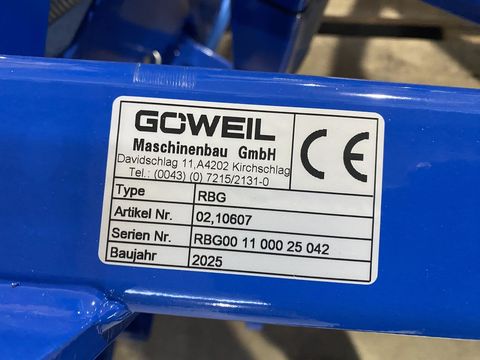 GÖWEIL
Maschinenbau GmbH
Davidschlag 11,A4202 Kirchschlag
Tel.: (0043) (0) 7215/2131-0
CE
Type RBG
Artikel Nr. 02,10607
Serien Nr. RBG00 11 000 25 042
Baujahr 2025